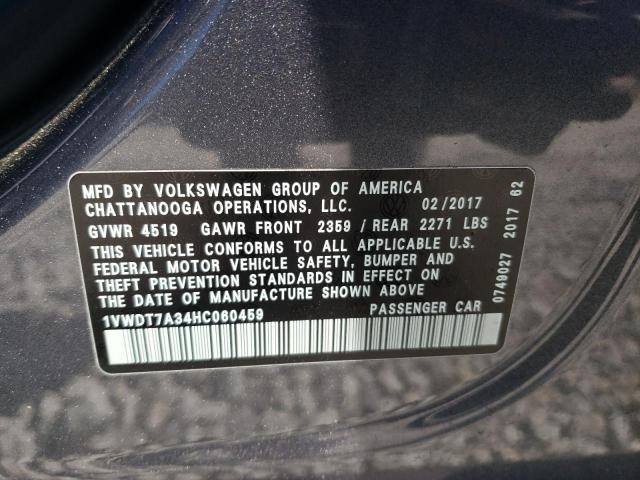 MFD BY VOLKSWAGEN GROUP OF AMERICA
CHATTANOOGA OPERATIONS, LLC. 02/2017
GVWR 4519 GAWR FRONT 2359/REAR 2271 LBS
THIS VEHICLE CONFORMS TO ALL APPLICABLE U.S.
FEDERAL MOTOR VEHICLE SAFETY, BUMPER AND
THEFT PREVENTION STANDARDS IN EFFECT ON
THE DATE OF MANUFACTURE SHOWN ABOVE
1VWDT7A34HC060459 PASSENGER CAR
0749027 2017 62